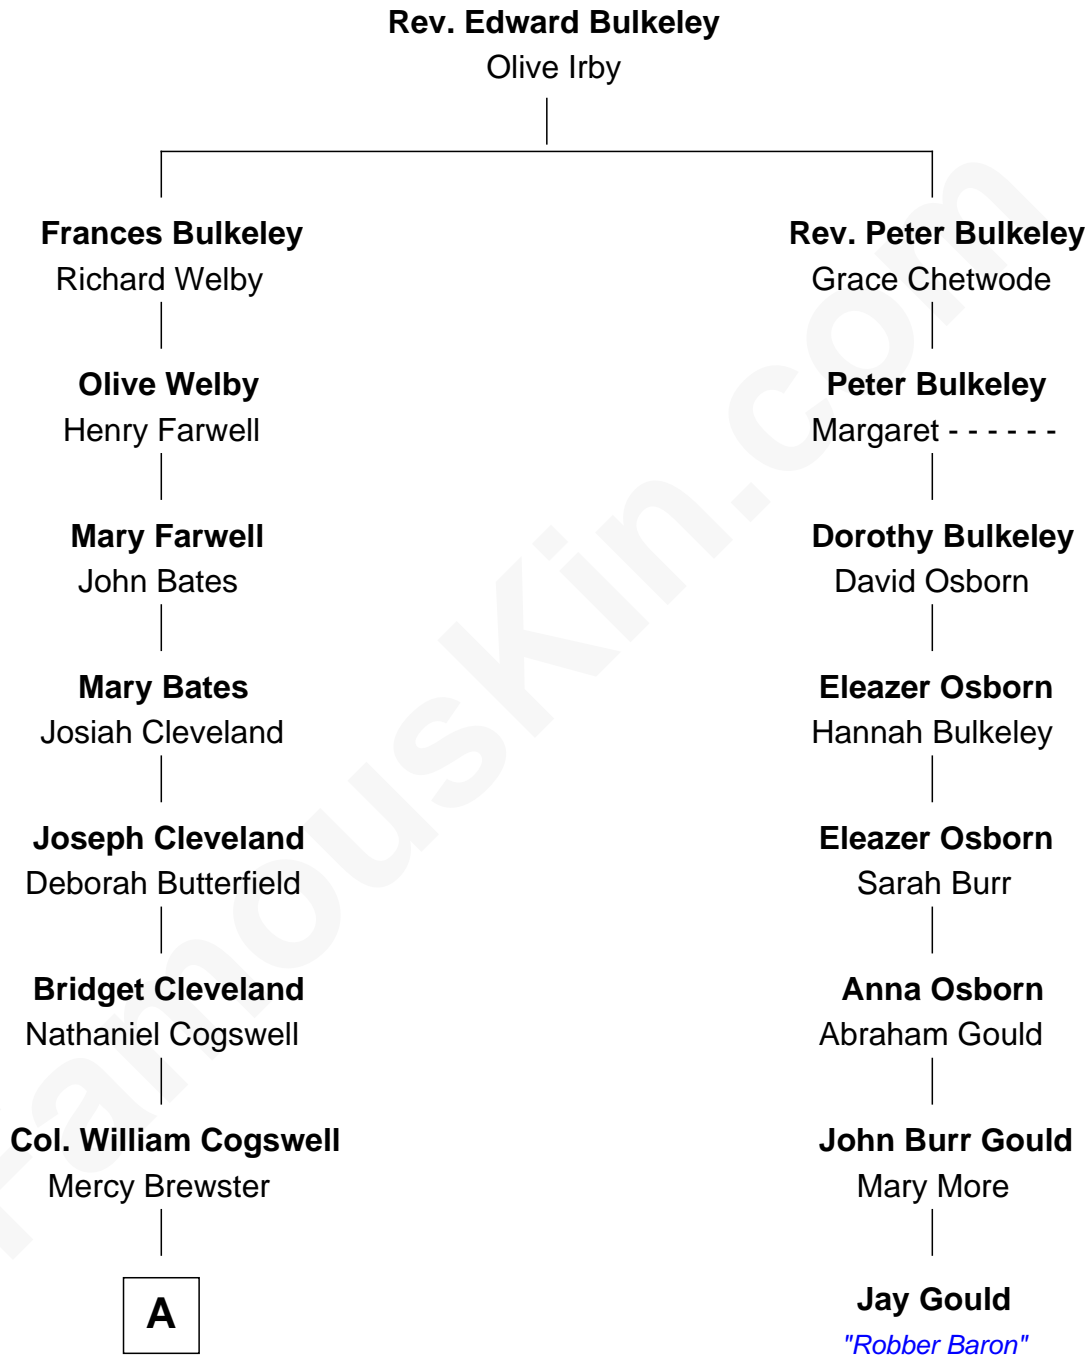 Rev. Edward Bulkeley
Olive Irby
Frances Bulkeley
Richard Welby
Rev. Peter Bulkeley
Grace Chetwode
Olive Welby
Henry Farwell
Peter Bulkeley
Margaret - - - - - -
Mary Farwell
John Bates
Dorothy Bulkeley
David Osborn
Mary Bates
Josiah Cleveland
Eleazer Osborn
Hannah Bulkeley
Joseph Cleveland
Deborah Butterfield
Eleazer Osborn
Sarah Burr
Bridget Cleveland
Nathaniel Cogswell
Anna Osborn
Abraham Gould
Col. William Cogswell
Mercy Brewster
John Burr Gould
Mary More
A
Jay Gould
"Robber Baron"
FamousKin.com